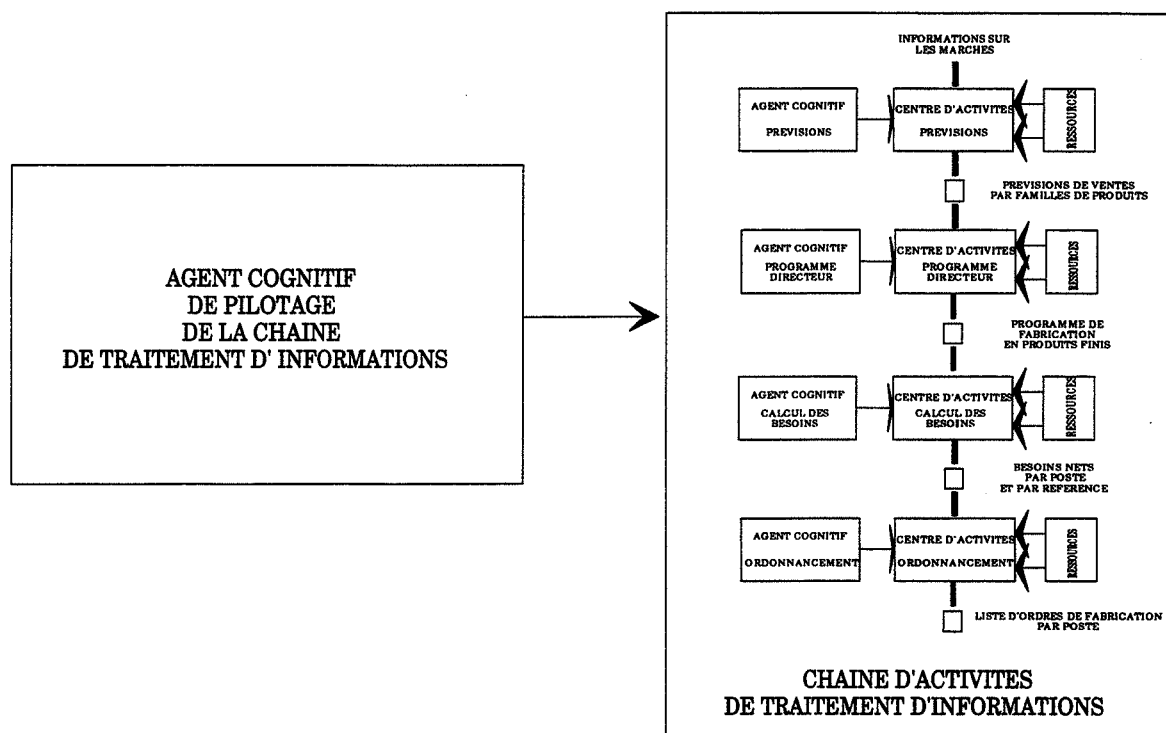 AGENT COGNITIF
DE PILOTAGE
DE LA CHAINE
DE TRAITEMENT D' INFORMATIONS
INFORMATIONS SUR
LES MARCHES
AGENT COGNITIF
PREVISIONS
CENTRE D'ACTIVITES
PREVISIONS
RESSOURCES
PREVISIONS DE VENTES
PAR FAMILLES DE PRODUITS
AGENT COGNITIF
PROGRAMME
DIRECTEUR
CENTRE D'ACTIVITES
PROGRAMME
DIRECTEUR
RESSOURCES
PROGRAMME DE
FABRICATION
EN PRODUITS FINIS
AGENT COGNITIF
CALCUL DES
BESOINS
CENTRE D'ACTIVITES
CALCUL DES
BESOINS
RESSOURCES
BESOINS NETS
PAR POSTE
ET PAR REFERENCE
AGENT COGNITIF
ORDONNANCEMENT
CENTRE D'ACTIVITES
ORDONNANCEMENT
RESSOURCES
LISTE D'ORDRES DE FABRICATION
PAR POSTE
CHAINE D'ACTIVITES
DE TRAITEMENT D'INFORMATIONS